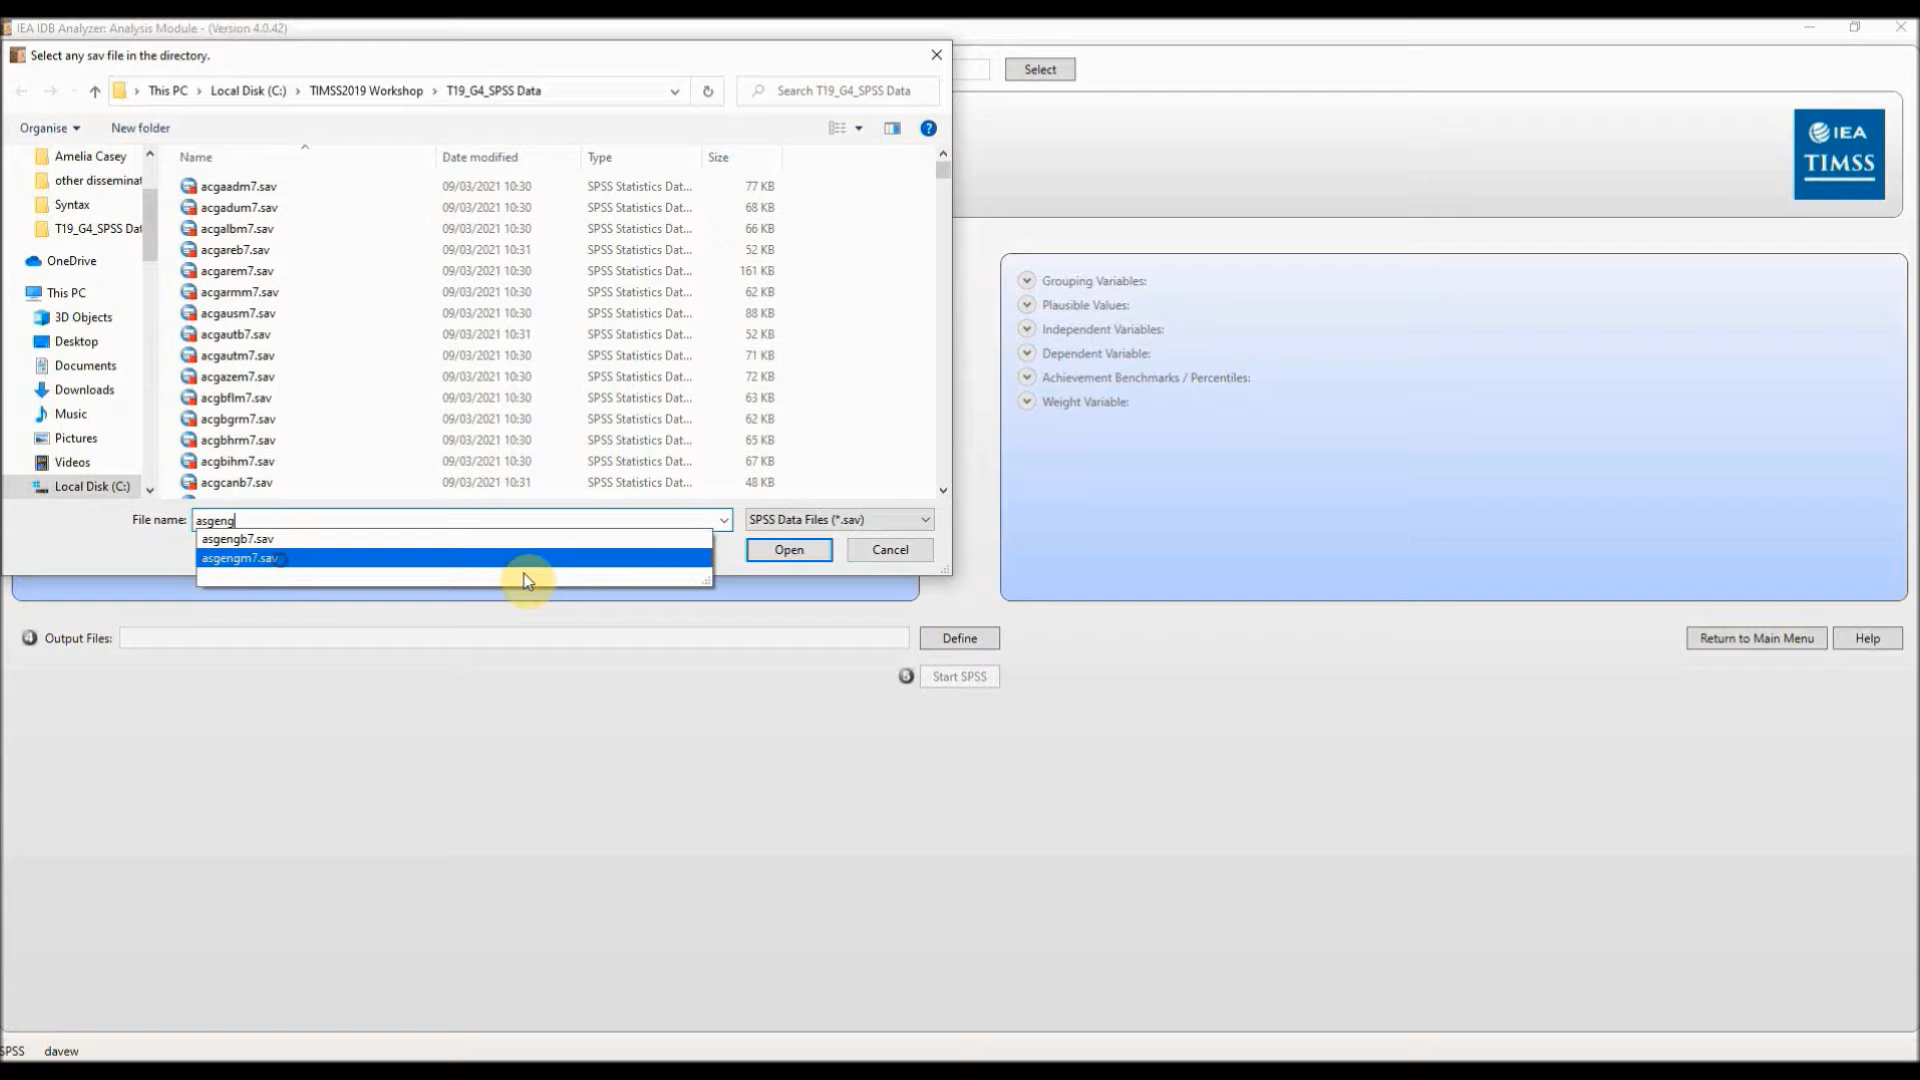 IEA IDB Analyzer: Analysis Module - (Version 4.0.42)
Select any sav file in the directory.
Select
This PC > Local Disk (C:) > TIMSS2019 Workshop > T19_G4_SPSS Data
Search T19_G4_SPSS Data
Organise
New folder
IEA
TIMSS
Amelia Casey
other disseminat
Syntax
T19_G4_SPSS Dat
OneDrive
This PC
3D Objects
Desktop
Documents
Downloads
Music
Pictures
Videos
Local Disk (C:)
Name Date modified Type Size
acgaadm7.sav 09/03/2021 10:30 SPSS Statistics Dat... 77 KB
acgadum7.sav 09/03/2021 10:30 SPSS Statistics Dat... 68 KB
acgalbm7.sav 09/03/2021 10:30 SPSS Statistics Dat... 66 KB
acgareb7.sav 09/03/2021 10:31 SPSS Statistics Dat... 52 KB
acgarem7.sav 09/03/2021 10:30 SPSS Statistics Dat... 161 KB
acgarmm7.sav 09/03/2021 10:30 SPSS Statistics Dat... 62 KB
acgausm7.sav 09/03/2021 10:30 SPSS Statistics Dat... 88 KB
acgautb7.sav 09/03/2021 10:31 SPSS Statistics Dat... 52 KB
acgautm7.sav 09/03/2021 10:30 SPSS Statistics Dat... 71 KB
acgazem7.sav 09/03/2021 10:30 SPSS Statistics Dat... 72 KB
acgbflm7.sav 09/03/2021 10:30 SPSS Statistics Dat... 63 KB
acgbgrm7.sav 09/03/2021 10:30 SPSS Statistics Dat... 62 KB
acgbhrm7.sav 09/03/2021 10:30 SPSS Statistics Dat... 65 KB
acgbihm7.sav 09/03/2021 10:30 SPSS Statistics Dat... 67 KB
acgcanb7.sav 09/03/2021 10:31 SPSS Statistics Dat... 48 KB
File name: asgeng
SPSS Data Files (*.sav)
asgengb7.sav
asgengm7.sav
Open
Cancel
Grouping Variables:
Plausible Values:
Independent Variables:
Dependent Variable:
Achievement Benchmarks / Percentiles:
Weight Variable:
4 Output Files:
Define
Return to Main Menu
Help
5 Start SPSS
SPSS davew